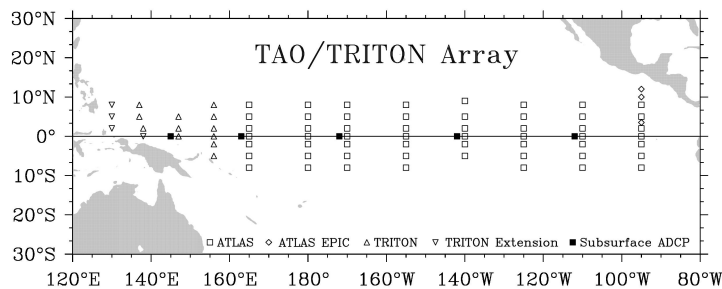 30°N
TAO/TRITON Array
20°N
10°N
0°
10°S
20°S
ATLAS ATLAS EPIC TRITON TRITON Extension Subsurface ADCP
30°S
120°E 140°E 160°E 180° 160°W 140°W 120°W 100°W 80°W